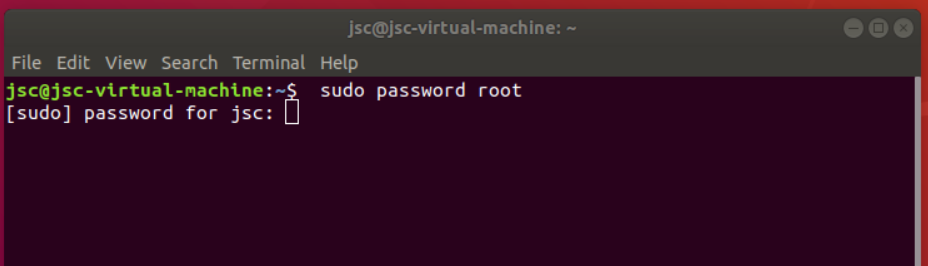 jsc@jsc-virtual-machine: ~
File Edit View Search Terminal Help
jsc@jsc-virtual-machine:~$  sudo password root
[sudo] password for jsc: